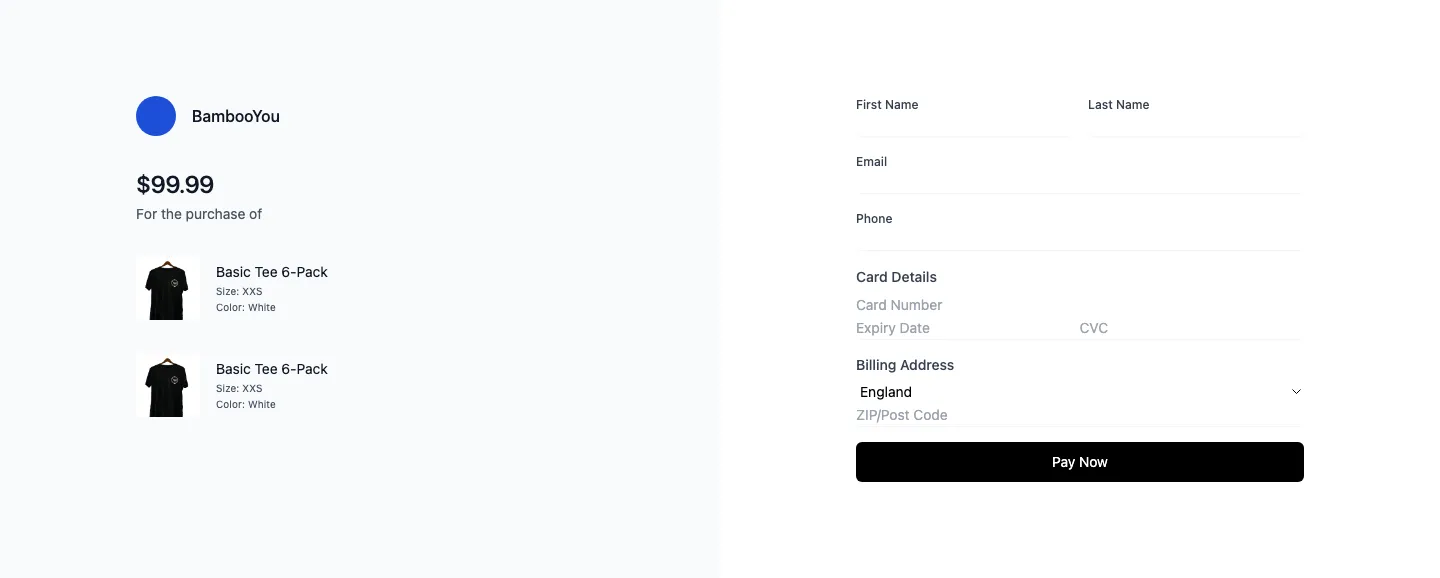 BambooYou
$99.99
For the purchase of
Basic Tee 6-Pack
Size: XXS
Color: White
Basic Tee 6-Pack
Size: XXS
Color: White
First Name
Last Name
Email
Phone
Card Details
Card Number
Expiry Date
CVC
Billing Address
England
ZIP/Post Code
Pay Now